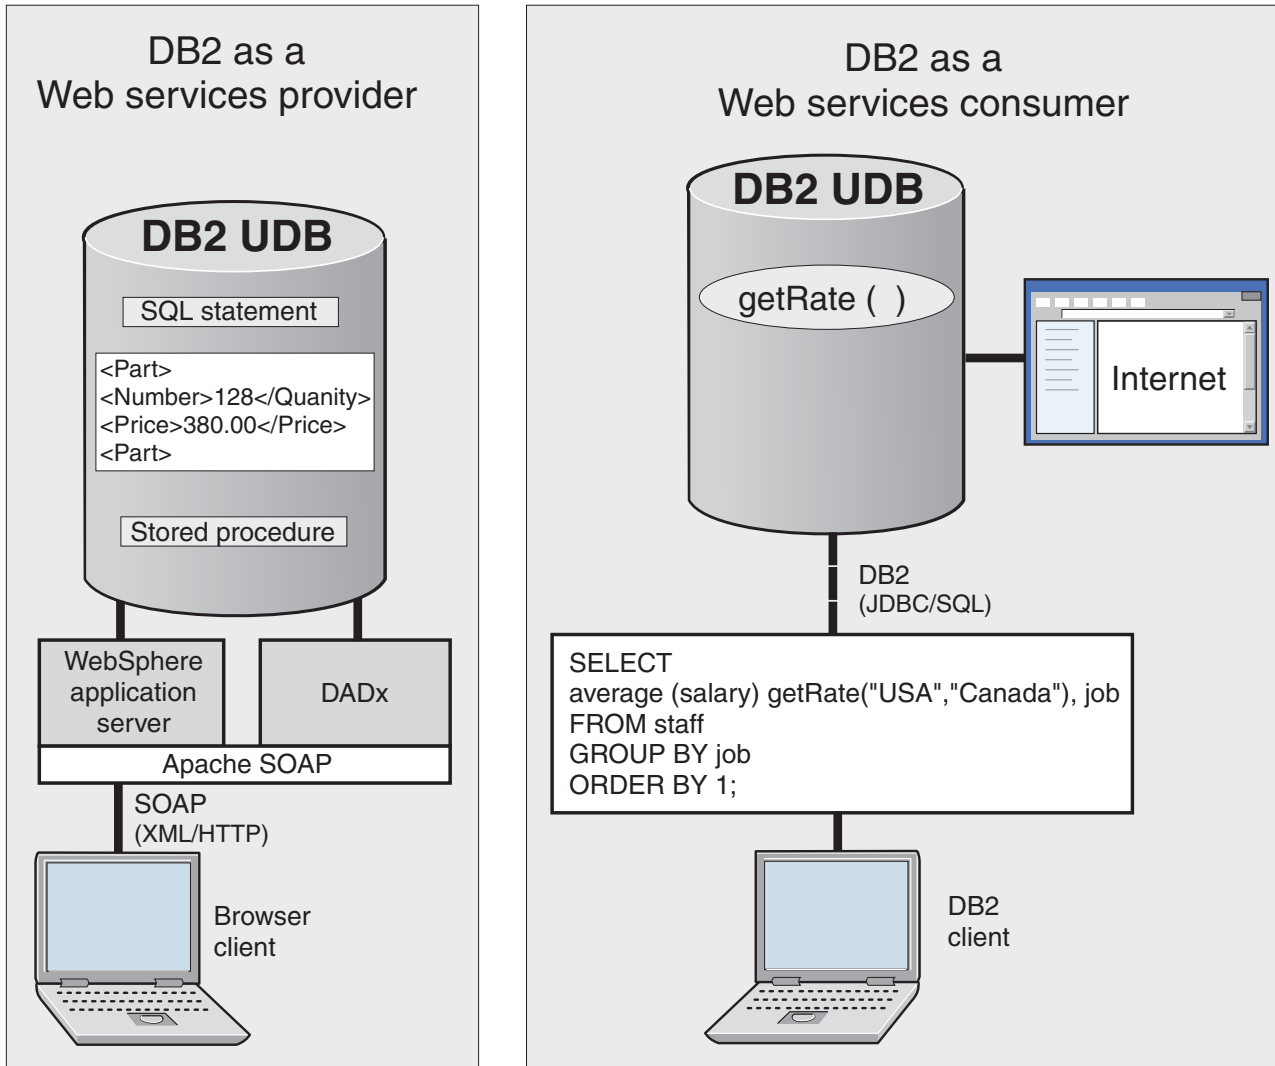 DB2 as a
Web services provider
DB2 UDB
SQL statement
<Part>
<Number>128</Quanity>
<Price>380.00</Price>
<Part>
Stored procedure
WebSphere
application
server
DADx
Apache SOAP
SOAP
(XML/HTTP)
Browser
client
DB2 as a
Web services consumer
DB2 UDB
getRate ( )
Internet
DB2
(JDBC/SQL)
SELECT
average (salary) getRate("USA","Canada"), job
FROM staff
GROUP BY job
ORDER BY 1;
DB2
client